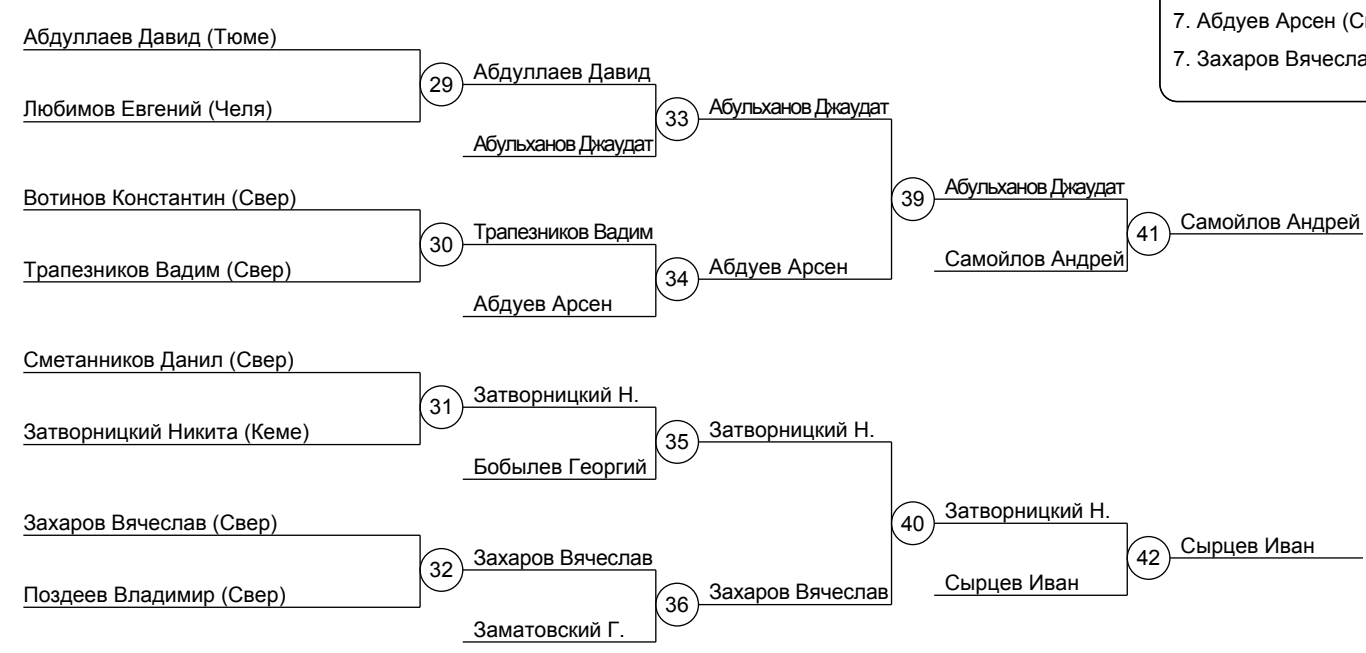 7. Абдуев Арсен
7. Захаров
Абдуллаев Давид (Тюме)
29
Абдуллаев Давид
Любимов Евгений (Челя)
33
Абульханов Джаудат
Абульханов Джаудат
Вотинов Константин (Свер)
39
Абульханов Джаудат
30
Трапезников Вадим
41
Самойлов Андрей
Трапезников Вадим (Свер)
34
Абдуев Арсен
Самойлов Андрей
Абдуев Арсен
Сметанников Данил (Свер)
31
Затворницкий Н.
Затворницкий Никита (Кеме)
35
Затворницкий Н.
Бобылев Георгий
Захаров Вячеслав (Свер)
40
Затворницкий Н.
32
Захаров Вячеслав
42
Сырцев Иван
Поздеев Владимир (Свер)
36
Захаров Вячеслав
Сырцев Иван
Заматовский Г.